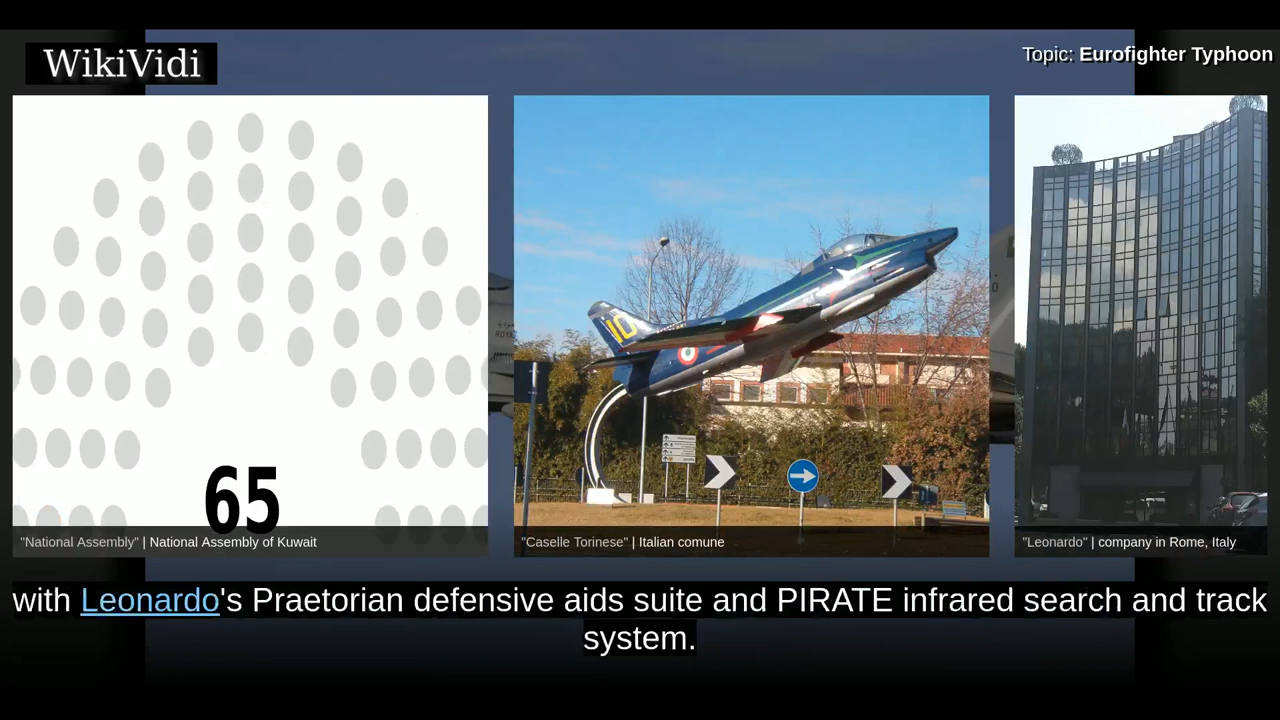 WikiVidi
Topic: Eurofighter Typhoon
65
10
"National Assembly" | National Assembly of Kuwait
"Caselle Torinese" | Italian comune
"Leonardo" | company in Rome, Italy
with Leonardo's Praetorian defensive aids suite and PIRATE infrared search and track
system.